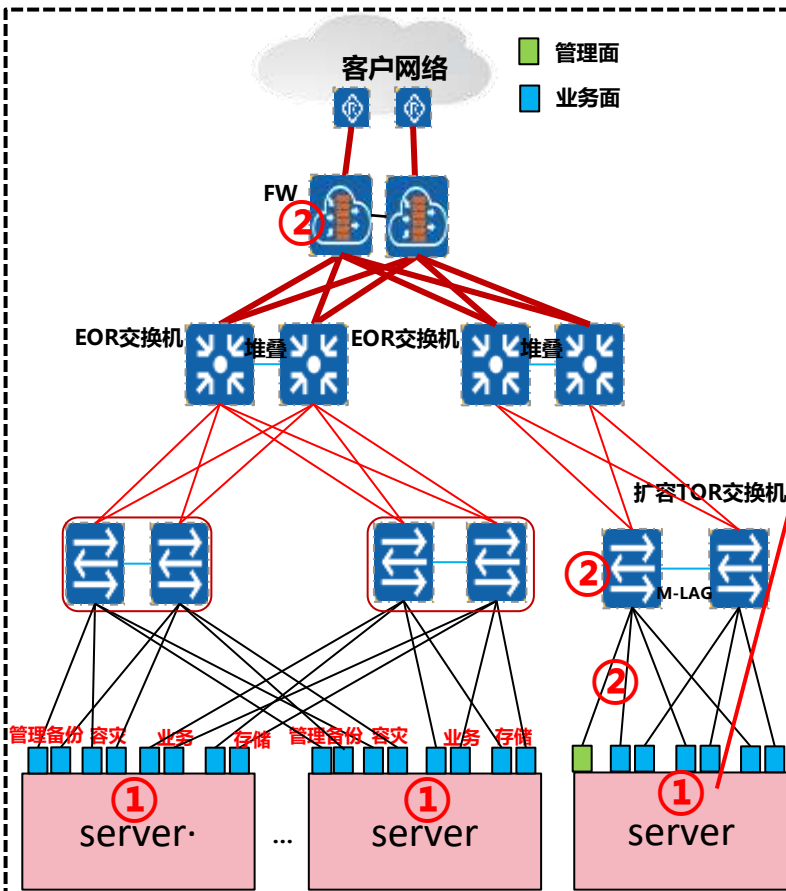 客户网络
管理面
业务面
R
R
FW
②
EOR交换机
堆叠
EOR交换机
堆叠
扩容TOR交换机
②
M-LAG
②
管理备份
容灾
业务
存储
管理备份
容灾
业务
存储
①
①
①
server·
...
server
server